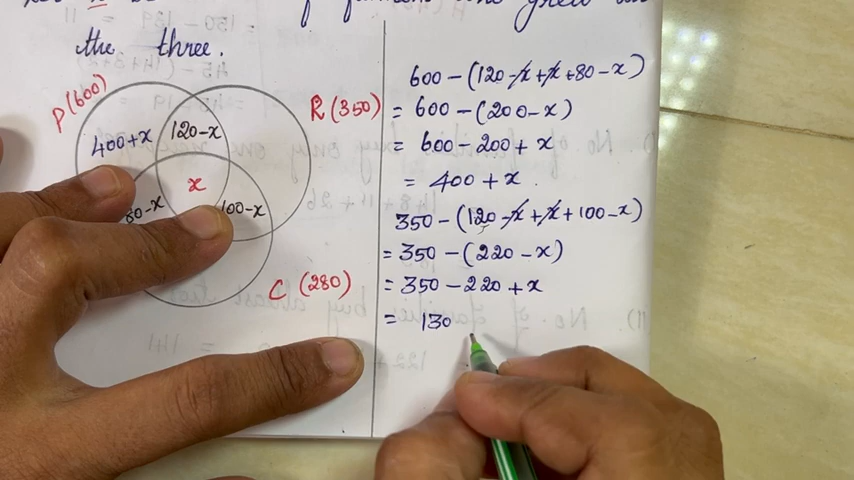 the three.
P(600)
R (350)
400+x
120-x
x
80-x
100-x
C (280)
600 - (120 - x + x + 80 - x)
= 600 - (200 - x)
= 600 - 200 + x
= 400 + x .
350 - (120 - x + x + 100 - x)
= 350 - (220 - x)
= 350 - 220 + x
= 130